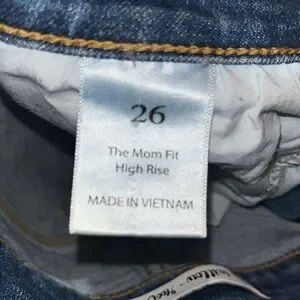 26
The Mom Fit
High Rise
MADE IN VIETNAM